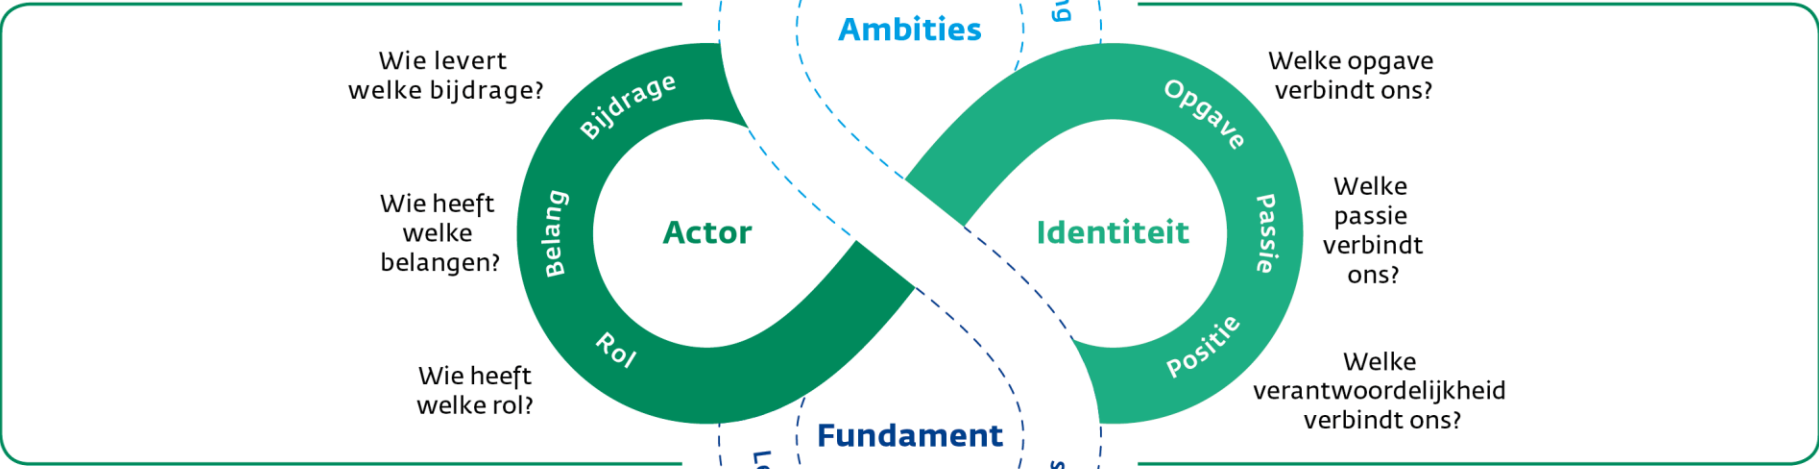 Ambities
Wie levert
welke bijdrage?
Bijdrage
Opgave
Welke opgave
verbindt ons?
Wie heeft
welke
belangen?
Belang
Actor
Identiteit
Passie
Welke
passie
verbindt
ons?
Rol
Wie heeft
welke rol?
Positie
Welke
verantwoordelijkheid
verbindt ons?
Fundament